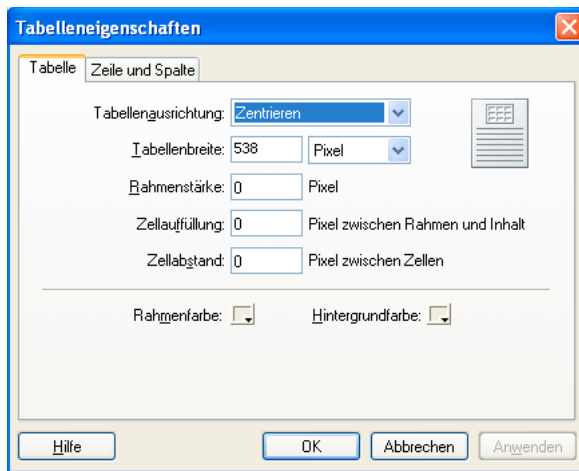 Tabelleneigenschaften
Tabelle Zeile und Spalte
Tabellenausrichtung: Zentrieren
Tabellenbreite: 538 Pixel
Rahmenstärke: 0 Pixel
Zellauffüllung: 0 Pixel zwischen Rahmen und Inhalt
Zellabstand: 0 Pixel zwischen Zellen
Rahmenfarbe: Hintergrundfarbe:
Hilfe OK Abbrechen Anwenden